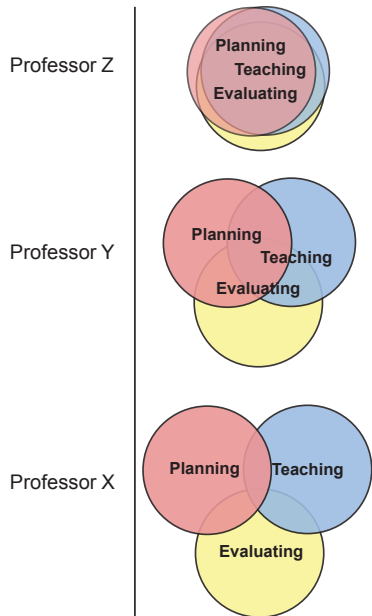 Professor Z
Planning
Teaching
Evaluating
Professor Y
Planning
Teaching
Evaluating
Professor X
Planning
Teaching
Evaluating